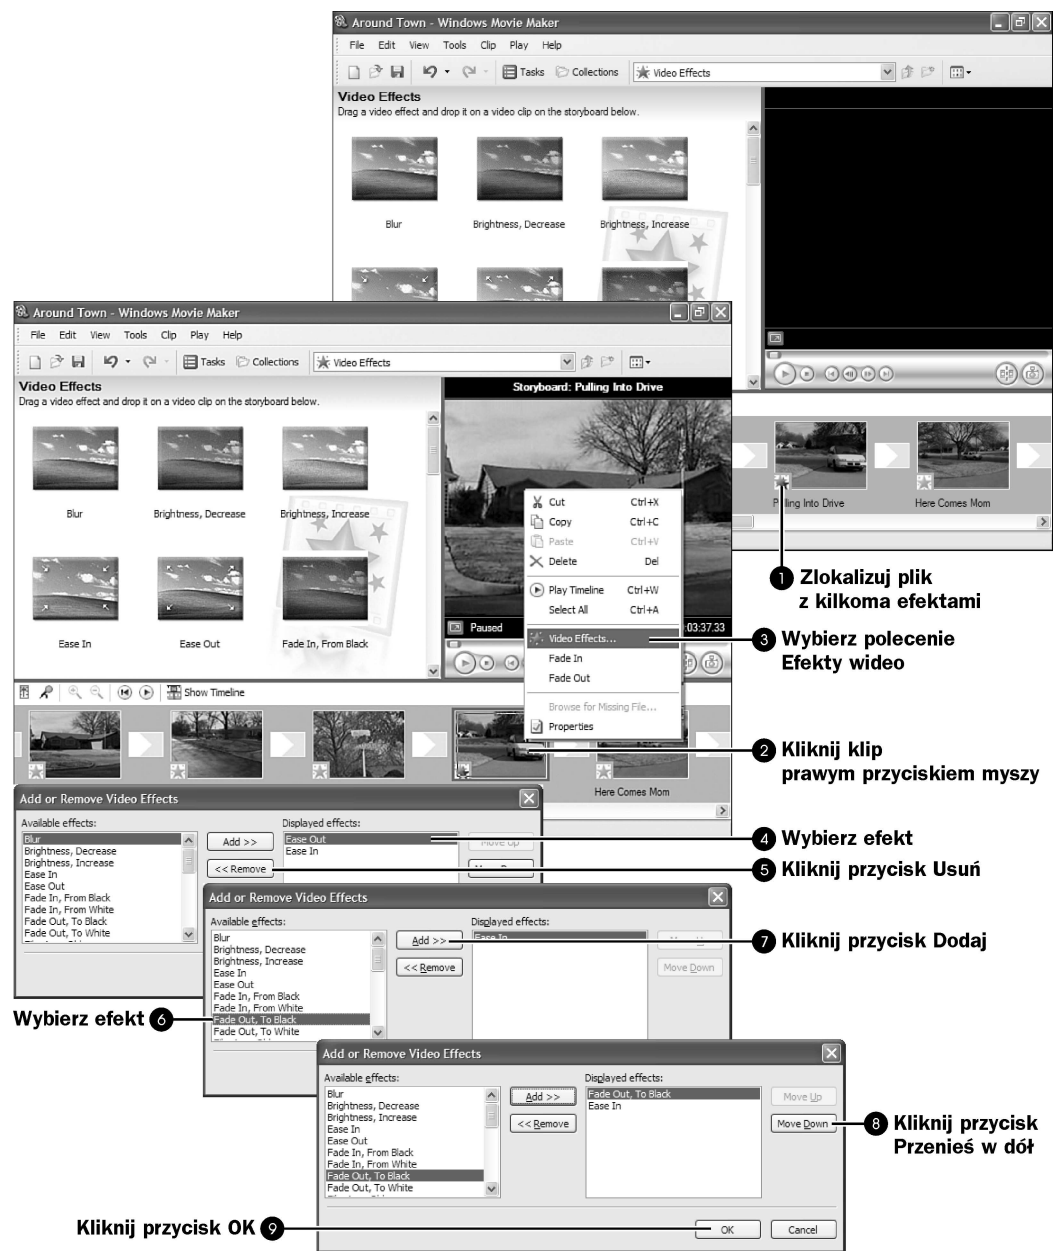 Around Town - Windows Movie Maker
File Edit View Tools Clip Play Help
Tasks Collections Video Effects
Video Effects
Drag a video effect and drop it on a video clip on the storyboard below.
Blur Brightness, Decrease Brightness, Increase
Pulling Into Drive Here Comes Mom
1 Zlokalizuj plik
z kilkoma efektami
Around Town - Windows Movie Maker
File Edit View Tools Clip Play Help
Tasks Collections Video Effects
Video Effects
Drag a video effect and drop it on a video clip on the storyboard below.
Storyboard: Pulling Into Drive
Blur Brightness, Decrease Brightness, Increase
Ease In Ease Out Fade In, From Black
Paused 03:37.33
Cut Ctrl+X
Copy Ctrl+C
Paste Ctrl+V
Delete Del
Play Timeline Ctrl+W
Select All Ctrl+A
Video Effects...
Fade In
Fade Out
Browse for Missing File...
Properties
3 Wybierz polecenie
Efekty wideo
Show Timeline
2 Kliknij klip
prawym przyciskiem myszy
Here Comes Mom
Add or Remove Video Effects
Available effects: Displayed effects:
Blur
Brightness, Decrease
Brightness, Increase
Ease In
Ease Out
Fade In, From Black
Fade In, From White
Fade Out, To Black
Fade Out, To White
Add >>
<< Remove
Ease Out
Ease In
Move Up
4 Wybierz efekt
5 Kliknij przycisk Usuń
Add or Remove Video Effects
Available effects: Displayed effects:
Blur
Brightness, Decrease
Brightness, Increase
Ease In
Ease Out
Fade In, From Black
Fade In, From White
Fade Out, To Black
Fade Out, To White
Add >>
<< Remove
Ease In
Move Up
Move Down
7 Kliknij przycisk Dodaj
Wybierz efekt 6
Add or Remove Video Effects
Available effects: Displayed effects:
Blur
Brightness, Decrease
Brightness, Increase
Ease In
Ease Out
Fade In, From Black
Fade In, From White
Fade Out, To Black
Fade Out, To White
Add >>
<< Remove
Fade Out, To Black
Ease In
Move Up
Move Down
8 Kliknij przycisk
Przenieś w dół
Kliknij przycisk OK 9
OK Cancel